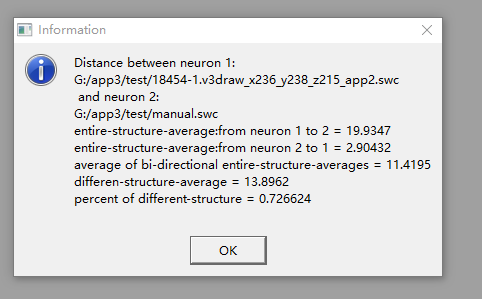 Information
Distance between neuron 1:
G:/app3/test/18454-1.v3draw_x236_y238_z215_app2.swc
and neuron 2:
G:/app3/test/manual.swc
entire-structure-average:from neuron 1 to 2 = 19.9347
entire-structure-average:from neuron 2 to 1 = 2.90432
average of bi-directional entire-structure-averages = 11.4195
differen-structure-average = 13.8962
percent of different-structure = 0.726624
OK